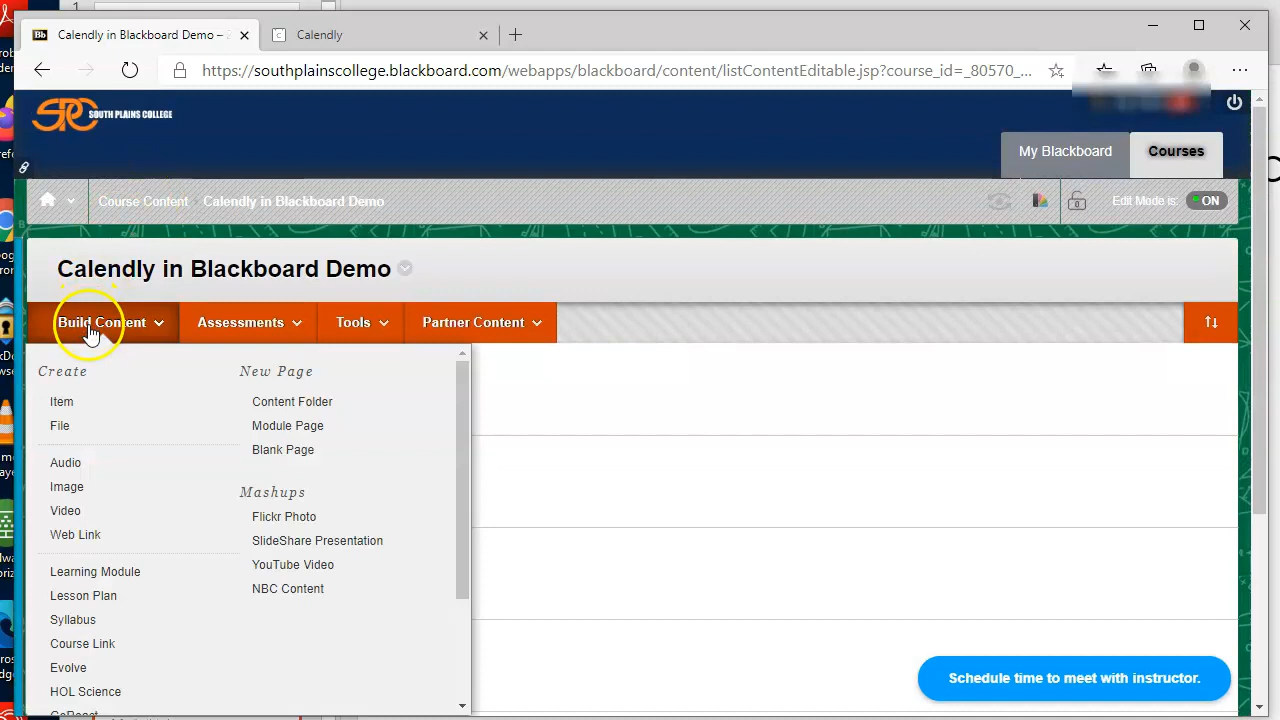 1
Calendly in Blackboard Demo –
Calendly
https://southplainscollege.blackboard.com/webapps/blackboard/content/listContentEditable.jsp?course_id=_80570_...
SPC SOUTH PLAINS COLLEGE
My Blackboard
Courses
Course Content
Calendly in Blackboard Demo
0
Edit Mode is:
ON
Calendly in Blackboard Demo
Build Content
Assessments
Tools
Partner Content
Create
Item
File
Audio
Image
Video
Web Link
Learning Module
Lesson Plan
Syllabus
Course Link
Evolve
HOL Science
GoReact
New Page
Content Folder
Module Page
Blank Page
Mashups
Flickr Photo
SlideShare Presentation
YouTube Video
NBC Content
Schedule time to meet with instructor.